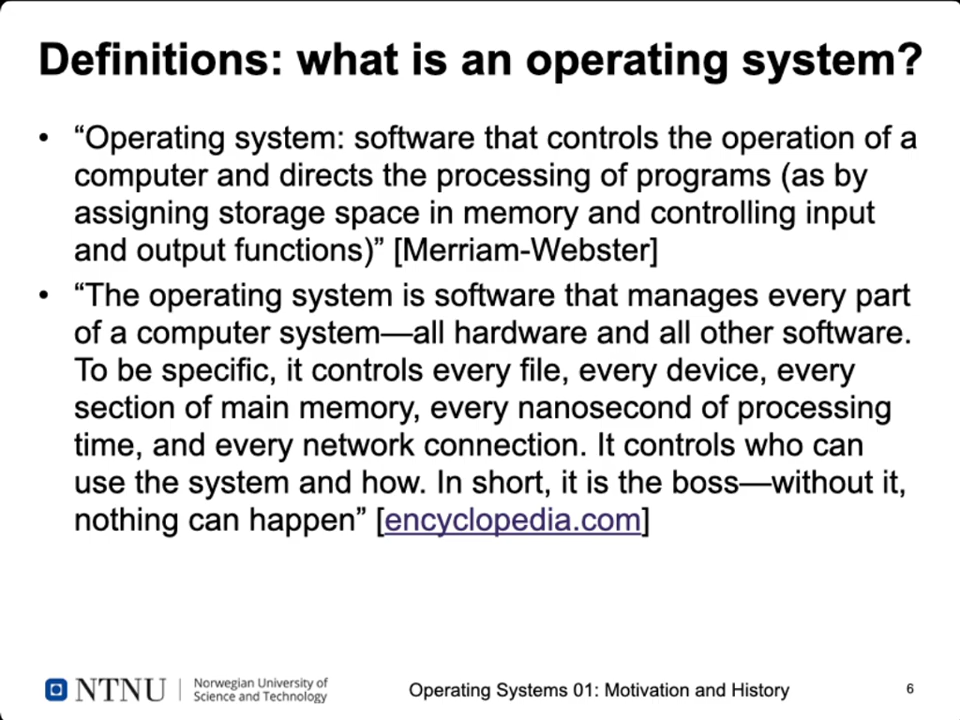 Definitions: what is an operating system?
• “Operating system: software that controls the operation of a
computer and directs the processing of programs (as by
assigning storage space in memory and controlling input
and output functions)” [Merriam-Webster]
• “The operating system is software that manages every part
of a computer system—all hardware and all other software.
To be specific, it controls every file, every device, every
section of main memory, every nanosecond of processing
time, and every network connection. It controls who can
use the system and how. In short, it is the boss—without it,
nothing can happen” [encyclopedia.com]
NTNU
Norwegian University of
Science and Technology
Operating Systems 01: Motivation and History
6